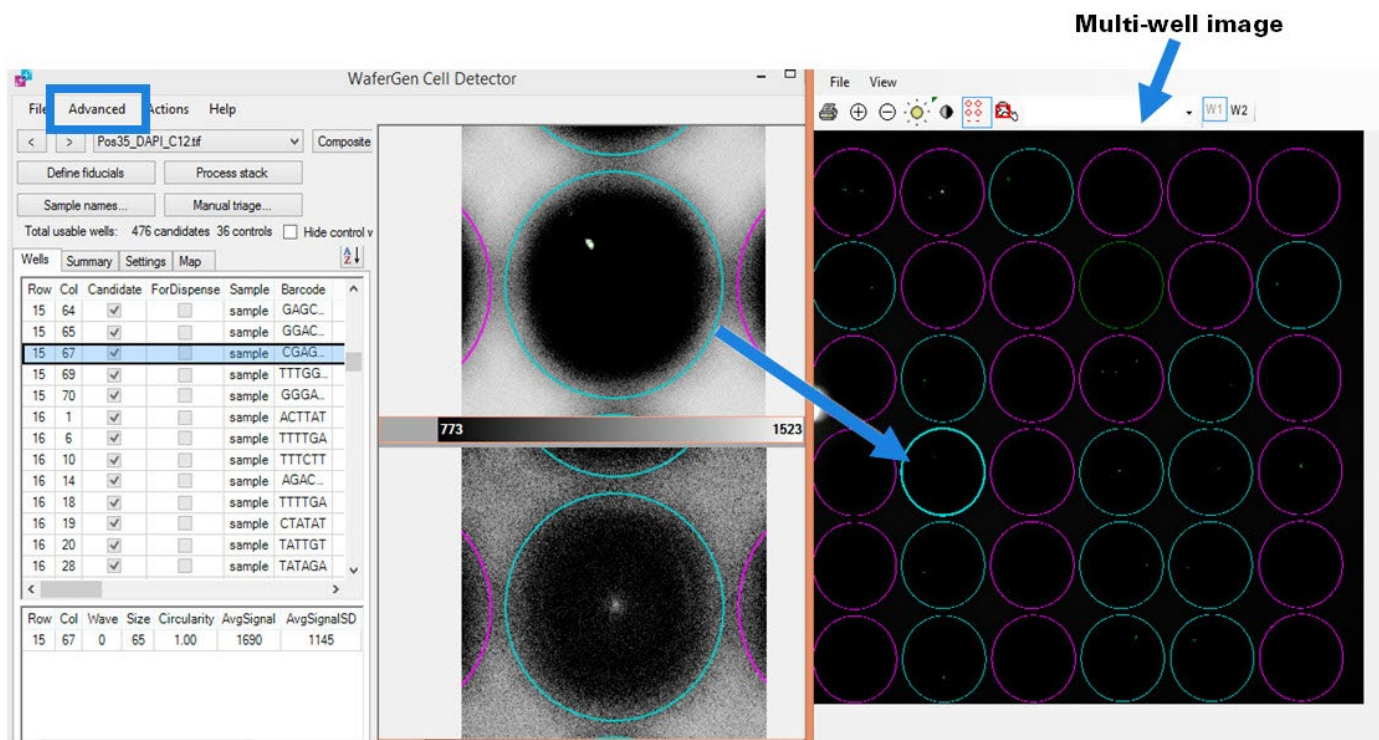 Multi-well image
WaferGen Cell Detector
File Advanced Actions Help
< > Pos35_DAPI_C12.tif Composite
Define fiducials Process stack
Sample names... Manual triage...
Total usable wells: 476 candidates 36 controls Hide control v
Wells Summary Settings Map
Row Col Candidate ForDispense Sample Barcode
15 64 sample GAGC...
15 65 sample GGAC...
15 67 sample CGAG...
15 69 sample TTTGG...
15 70 sample GGGA...
16 1 sample ACTTAT
16 6 sample TTTTGA
16 10 sample TTTCTT
16 14 sample AGAC...
16 18 sample TTTTGA
16 19 sample CTATAT
16 20 sample TATTGT
16 28 sample TATAGA
Row Col Wave Size Circularity AvgSignal AvgSignalSD
15 67 0 65 1.00 1690 1145
773 1523
File View
W1 W2